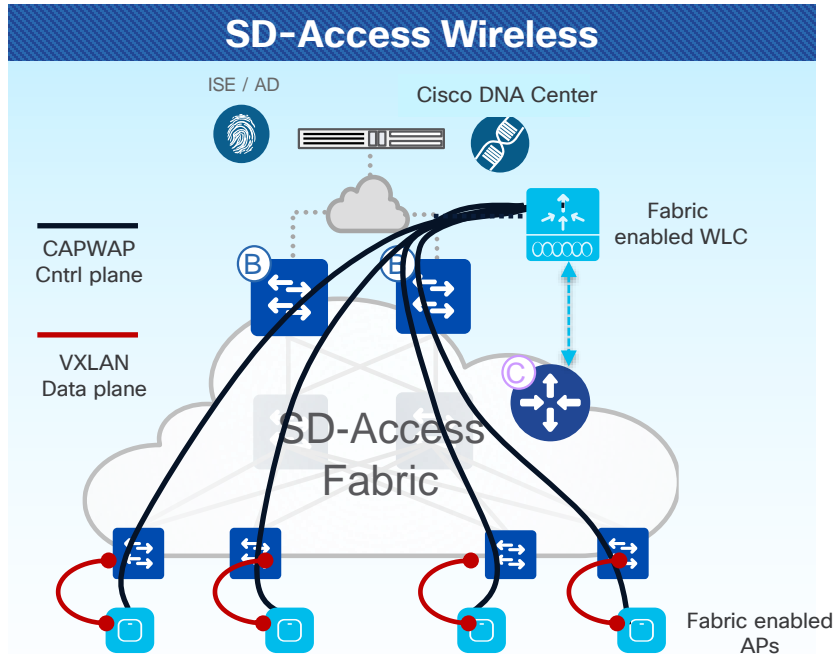 SD-Access Wireless
ISE / AD
Cisco DNA Center
Fabric
enabled WLC
CAPWAP
Cntrl plane
B
B
VXLAN
Data plane
C
SD-Access
Fabric
Fabric enabled
APs